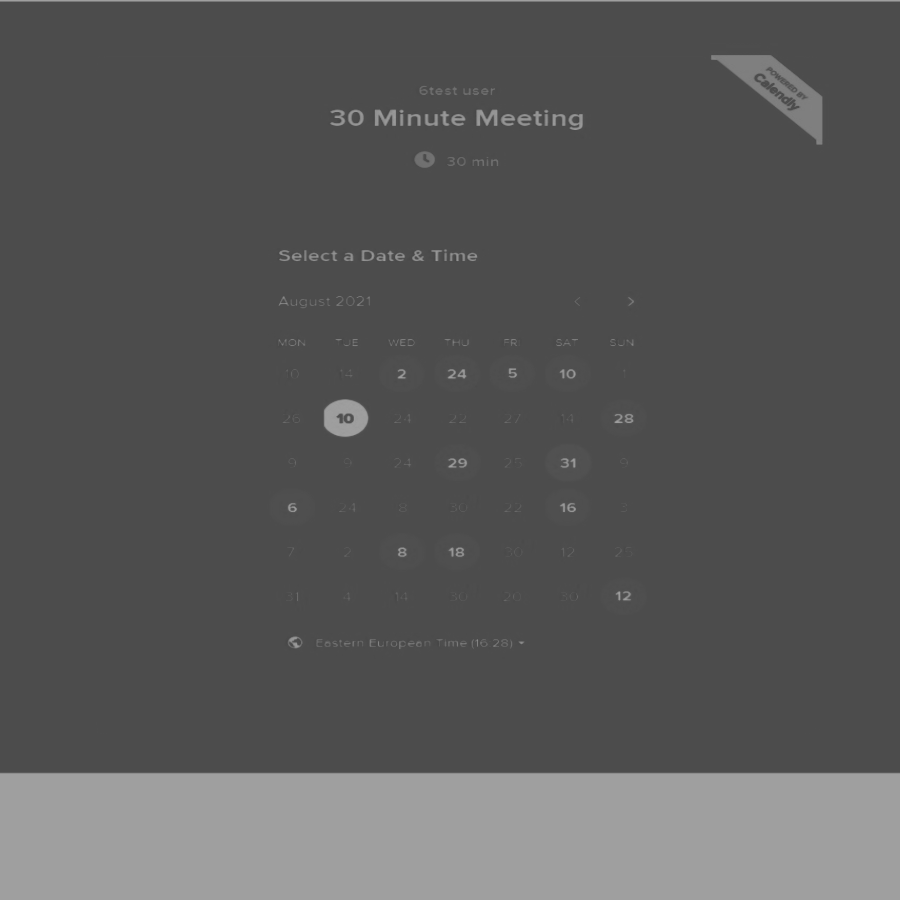 POWERED BY
Calendly
6test user
30 Minute Meeting
30 min
Select a Date & Time
August 2021
MON TUE WED THU FRI SAT SUN
10 14 2 24 5 10 1
26 10 24 22 27 14 28
9 9 24 29 25 31 9
6 24 8 30 22 16 3
7 2 8 18 30 12 25
31 4 14 30 20 30 12
Eastern European Time (16:28)